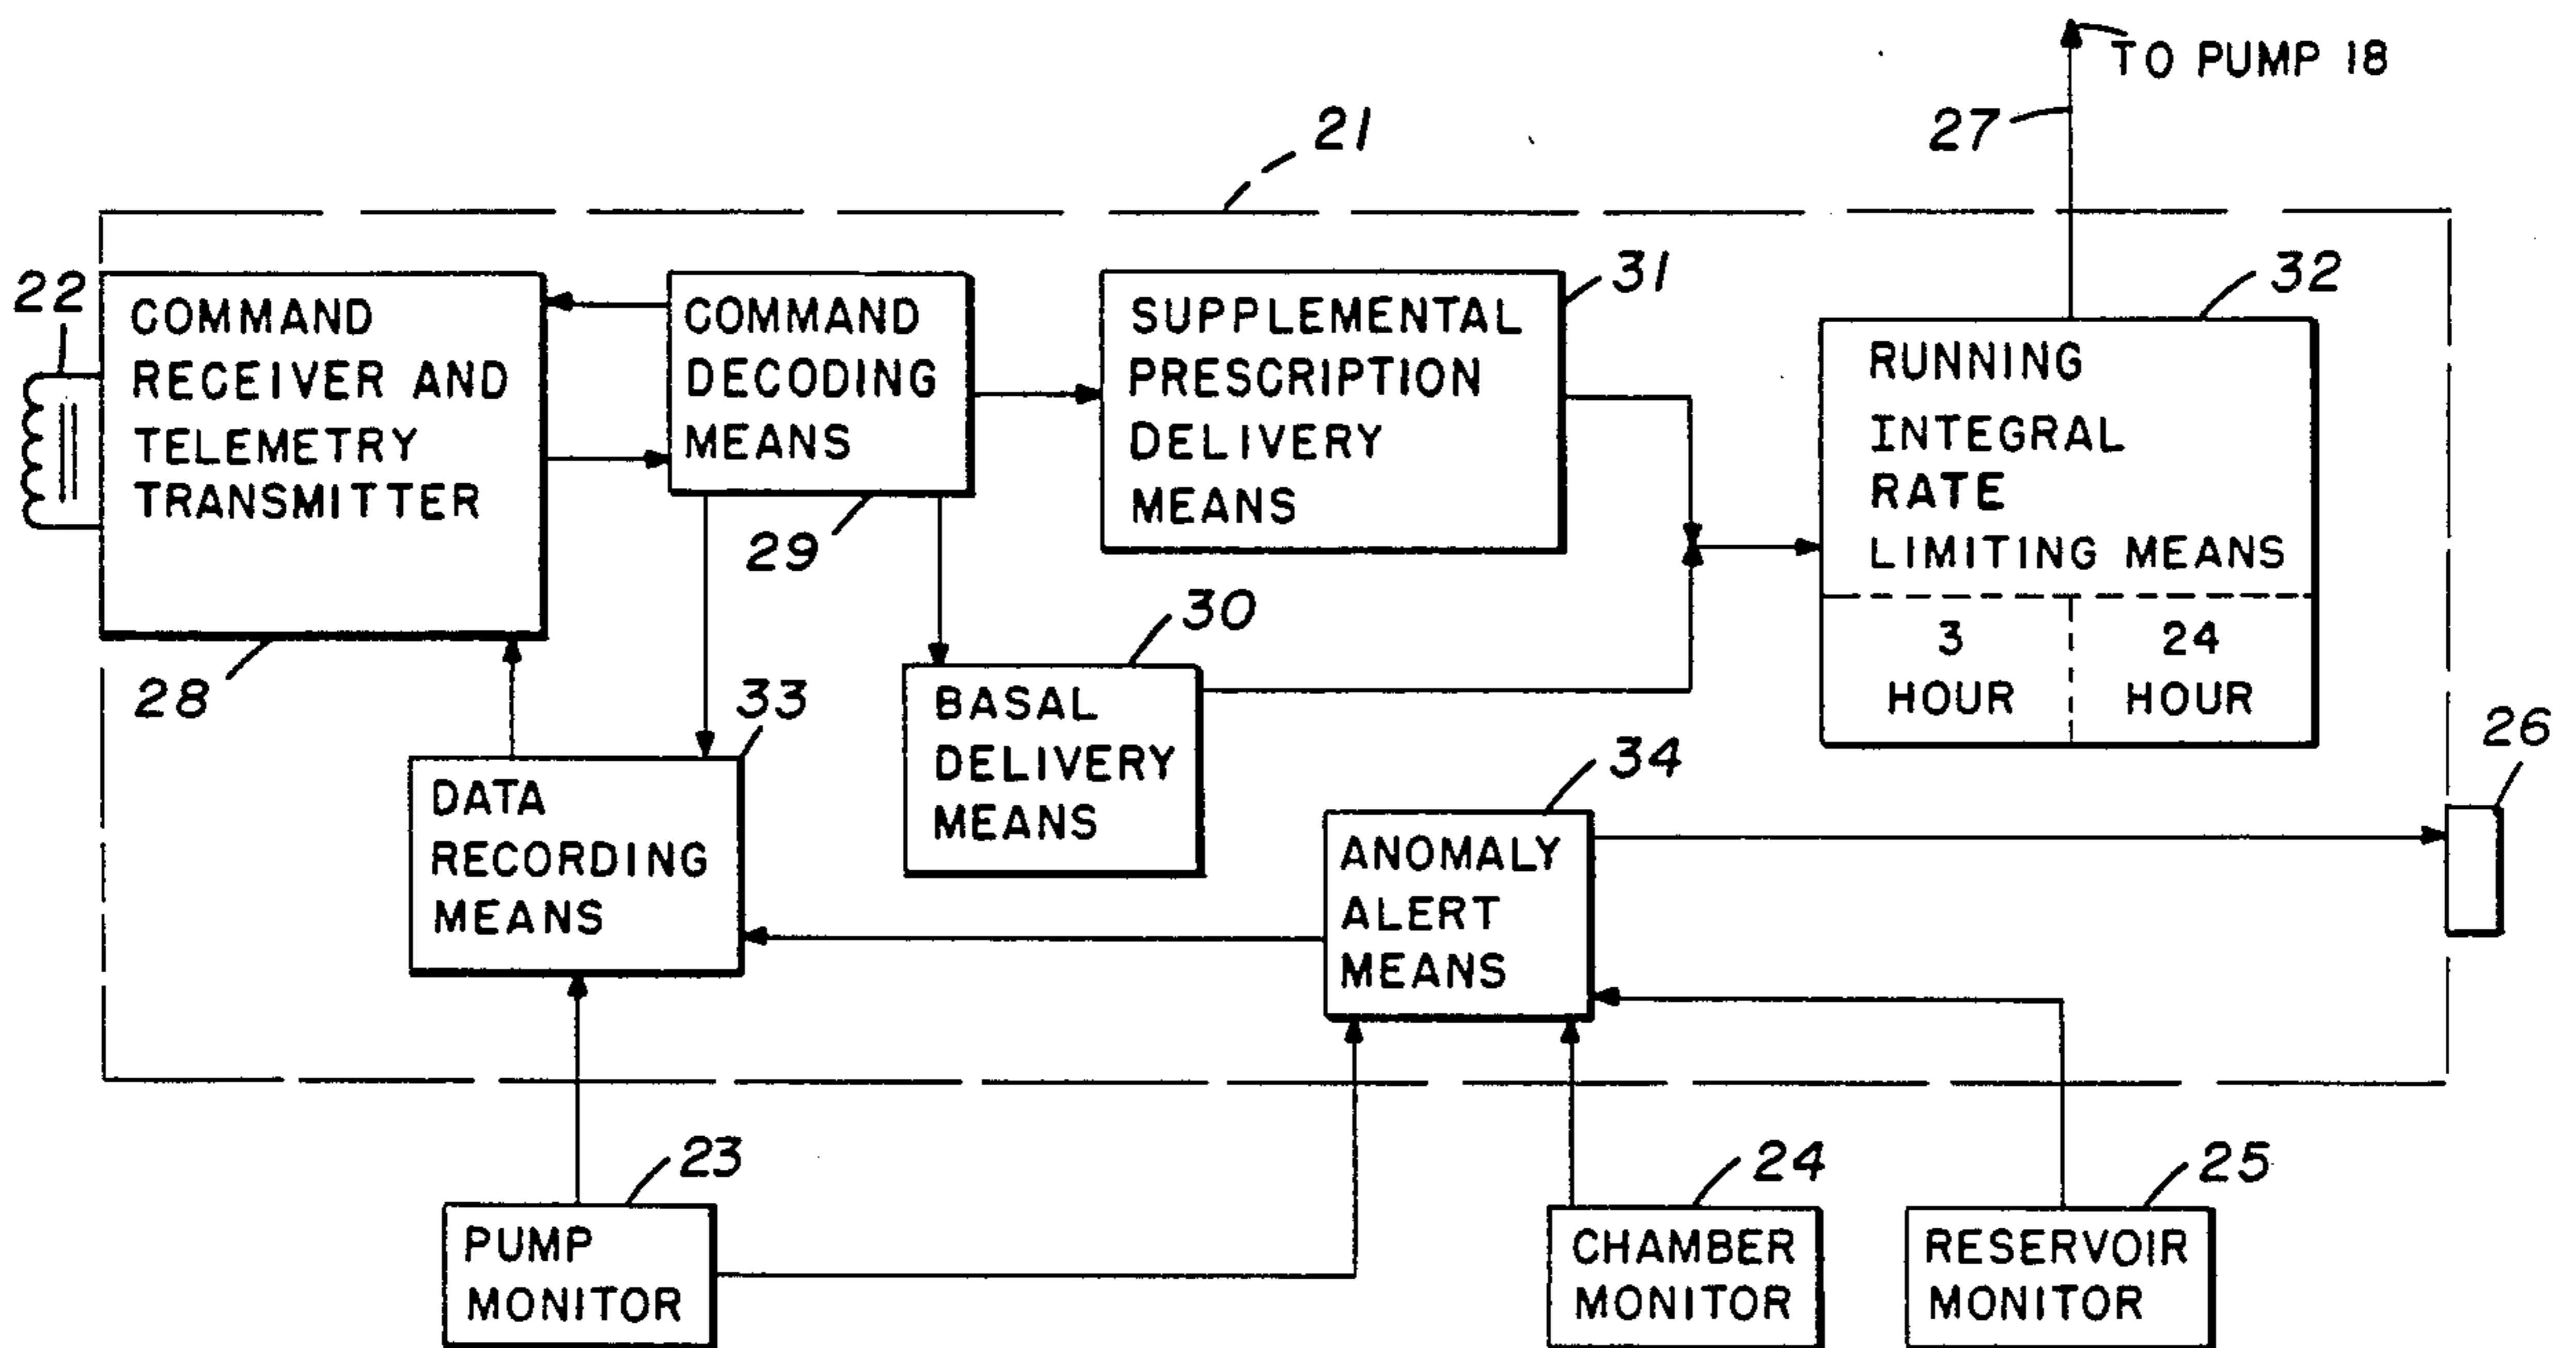 TO PUMP 18
27
21
22
COMMAND
RECEIVER AND
TELEMETRY
TRANSMITTER
28
COMMAND
DECODING
MEANS
29
SUPPLEMENTAL
PRESCRIPTION
DELIVERY
MEANS
31
RUNNING
INTEGRAL
RATE
LIMITING MEANS
3
HOUR
24
HOUR
32
BASAL
DELIVERY
MEANS
30
DATA
RECORDING
MEANS
33
ANOMALY
ALERT
MEANS
34
26
PUMP
MONITOR
23
CHAMBER
MONITOR
24
RESERVOIR
MONITOR
25